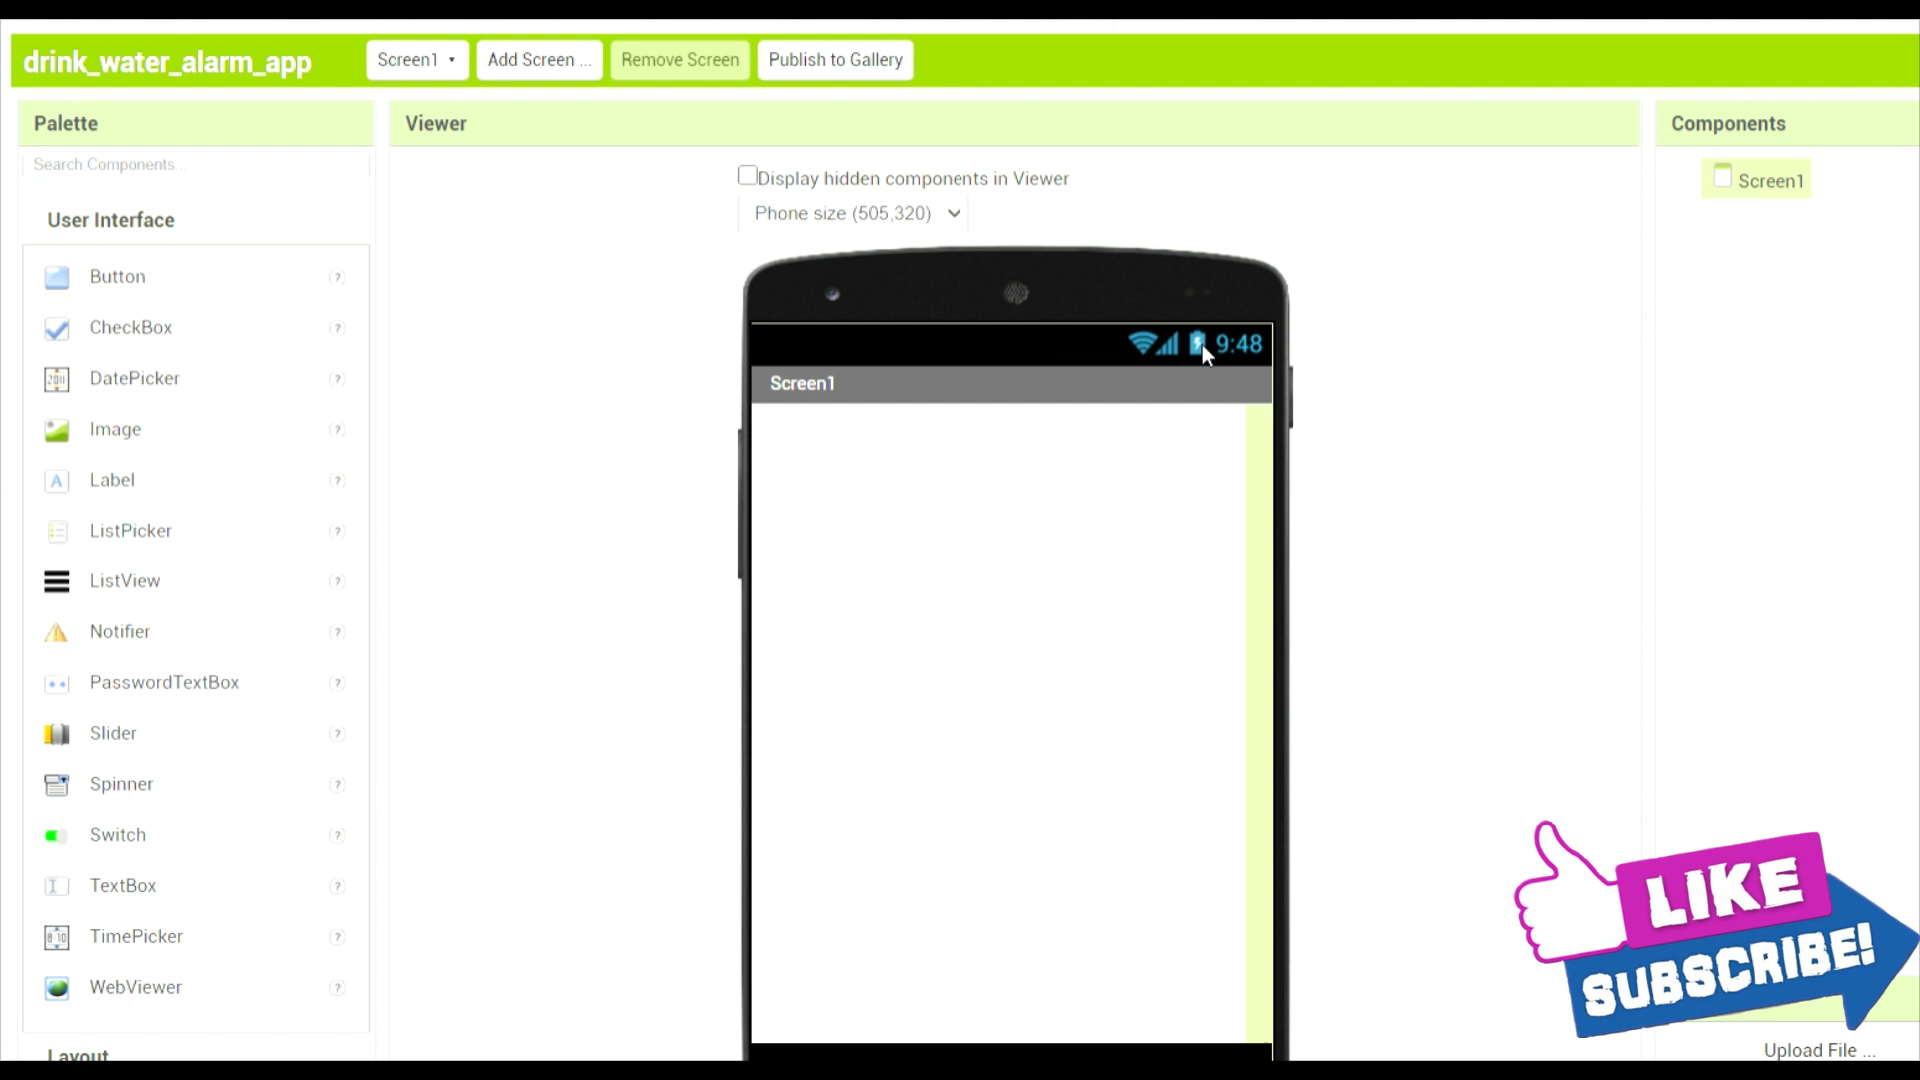 drink_water_alarm_app
Screen1
Add Screen ...
Remove Screen
Publish to Gallery
Palette
Viewer
Components
Search Components...
Display hidden components in Viewer
Screen1
Phone size (505,320)
User Interface
Button
CheckBox
DatePicker
Image
Label
ListPicker
ListView
Notifier
PasswordTextBox
Slider
Spinner
Switch
TextBox
TimePicker
WebViewer
Layout
9:48
Screen1
LIKE
SUBSCRIBE!
Upload File ...